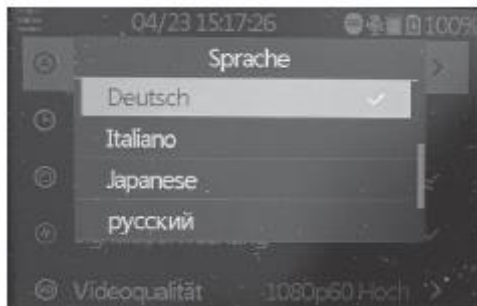 04/23 15:17:26 100%
Sprache
Deutsch
Italiano
Japanese
русский
Videoqualität 1080p60 Hoch